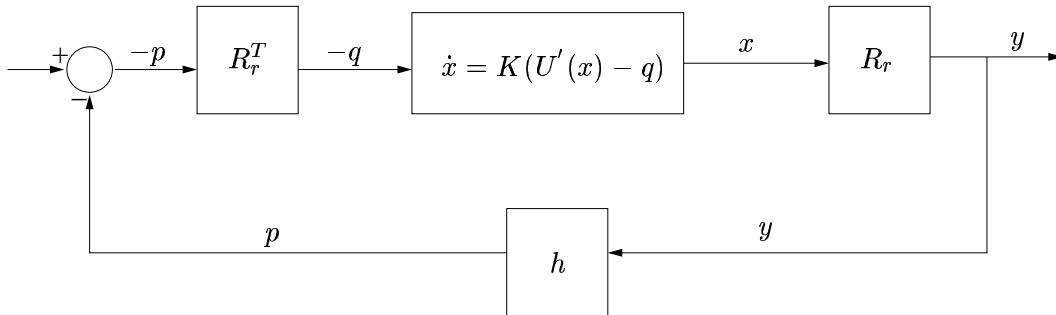 +
−p
R_r^T
−q
ẋ = K(U′(x) − q)
x
R_r
y
−
p
h
y